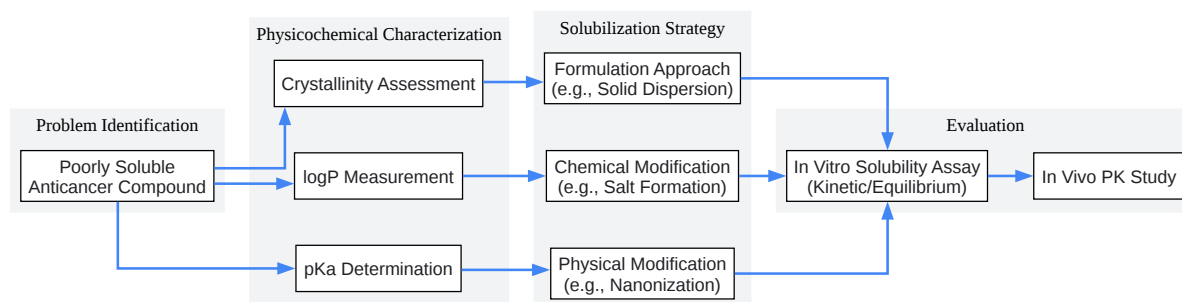 Problem Identification
Poorly Soluble
Anticancer Compound
Physicochemical Characterization
Crystallinity Assessment
logP Measurement
pKa Determination
Solubilization Strategy
Formulation Approach
(e.g., Solid Dispersion)
Chemical Modification
(e.g., Salt Formation)
Physical Modification
(e.g., Nanonization)
Evaluation
In Vitro Solubility Assay
(Kinetic/Equilibrium)
In Vivo PK Study